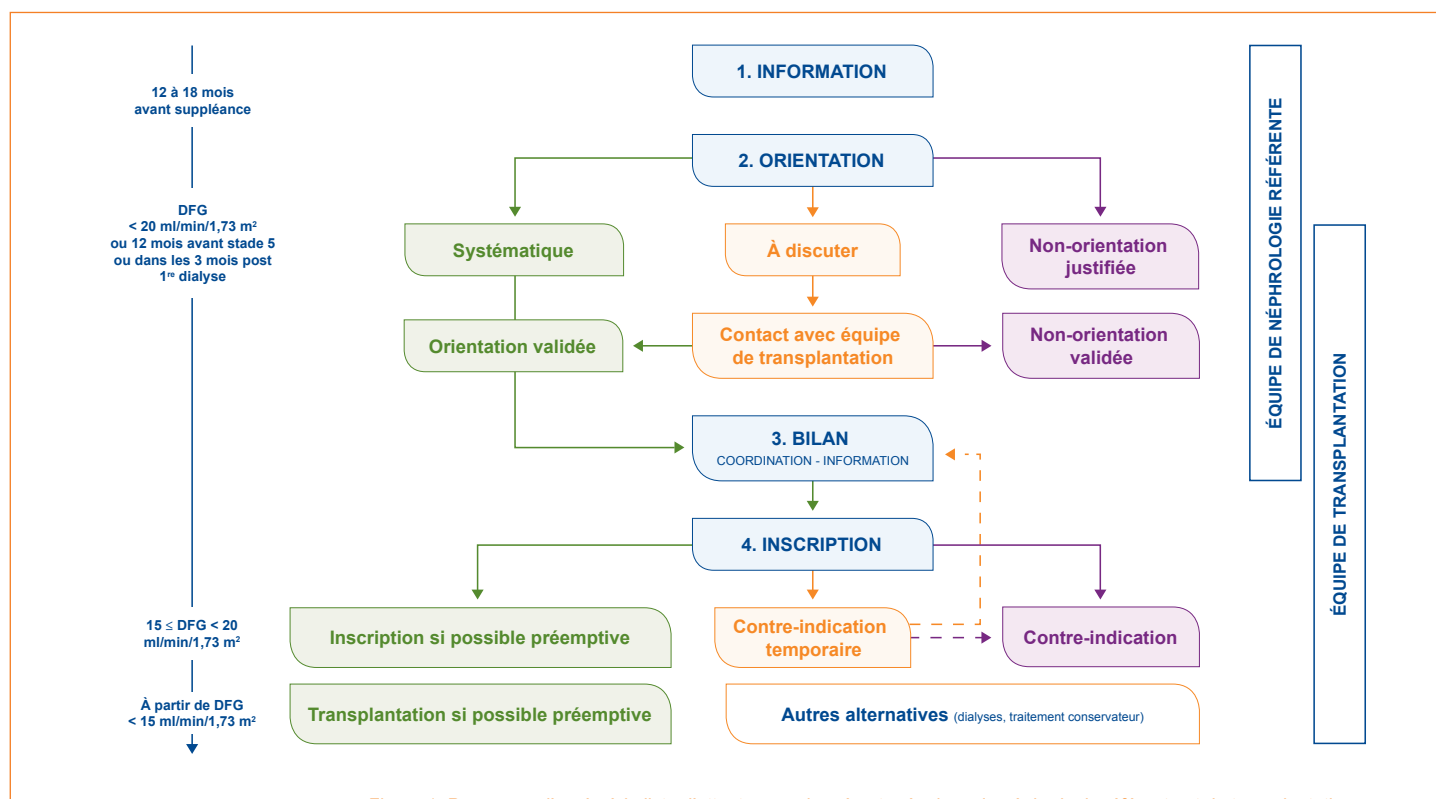 1. INFORMATION
12 à 18 mois
avant suppléance
2. ORIENTATION
DFG
< 20 ml/min/1,73 m²
ou 12 mois avant stade 5
ou dans les 3 mois post
1re dialyse
Systématique
À discuter
Non-orientation
justifiée
Orientation validée
Contact avec équipe
de transplantation
Non-orientation
validée
3. BILAN
COORDINATION - INFORMATION
4. INSCRIPTION
15 ≤ DFG < 20
ml/min/1,73 m²
Inscription si possible préemptive
Contre-indication
temporaire
Contre-indication
À partir de DFG
< 15 ml/min/1,73 m²
Transplantation si possible préemptive
Autres alternatives (dialyses, traitement conservateur)
ÉQUIPE DE NÉPHROLOGIE RÉFÉRENTE
ÉQUIPE DE TRANSPLANTATION